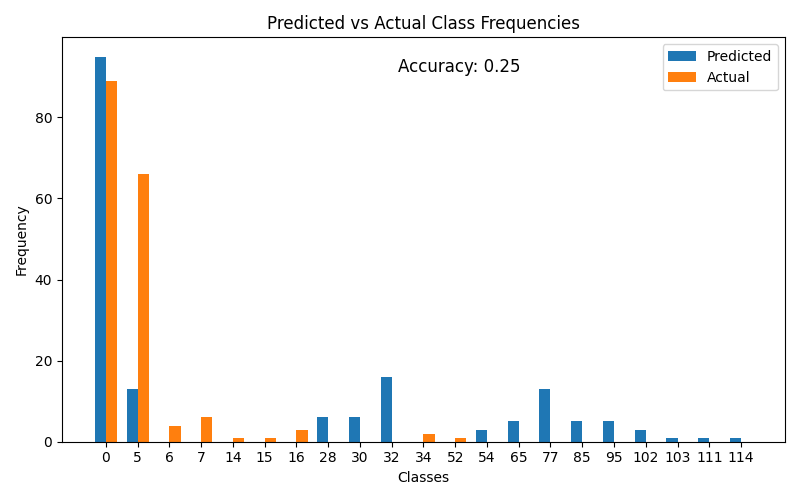 Predicted vs Actual Class Frequencies
Accuracy: 0.25
Predicted
Actual
Frequency
80
60
40
20
0
0 5 6 7 14 15 16 28 30 32 34 52 54 65 77 85 95 102 103 111 114
Classes